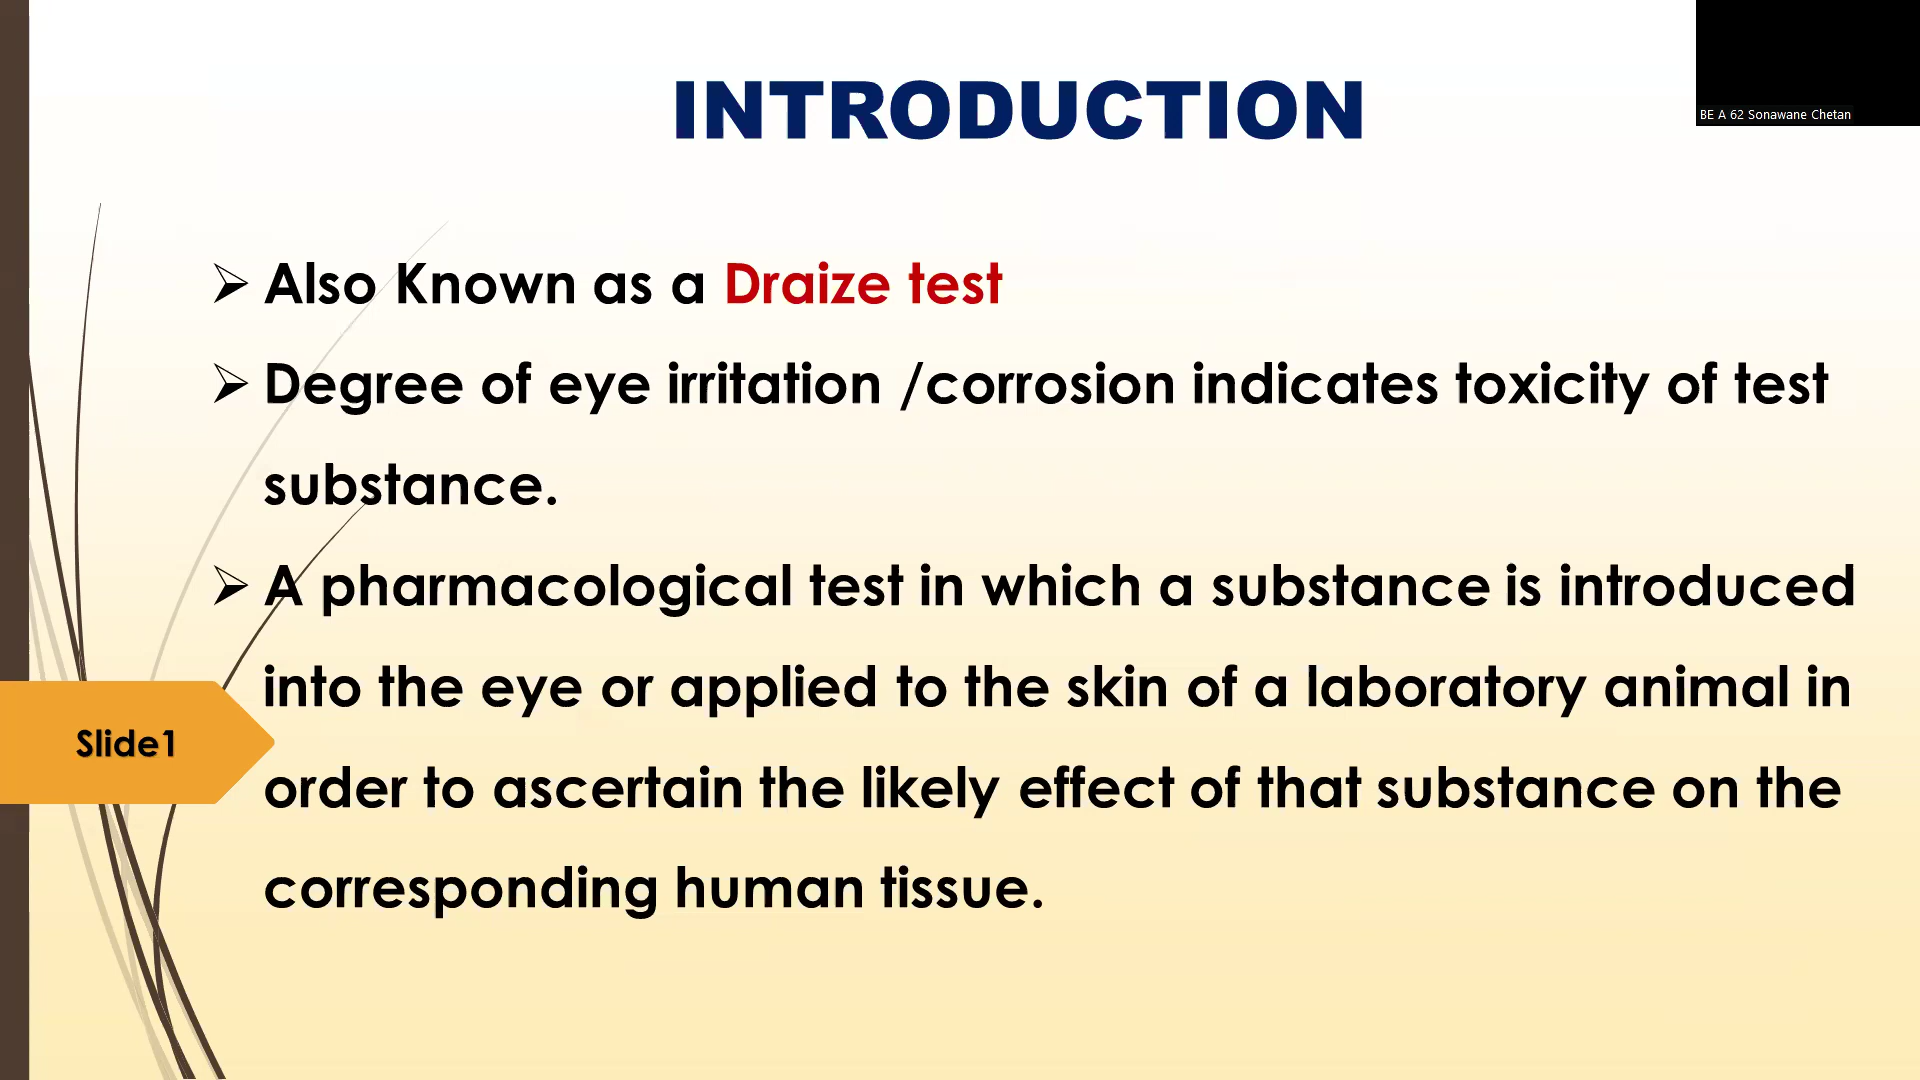 INTRODUCTION
BE A 62 Sonawane Chetan
➢ Also Known as a Draize test
➢ Degree of eye irritation /corrosion indicates toxicity of test
substance.
➢ A pharmacological test in which a substance is introduced
into the eye or applied to the skin of a laboratory animal in
Slide1
order to ascertain the likely effect of that substance on the
corresponding human tissue.